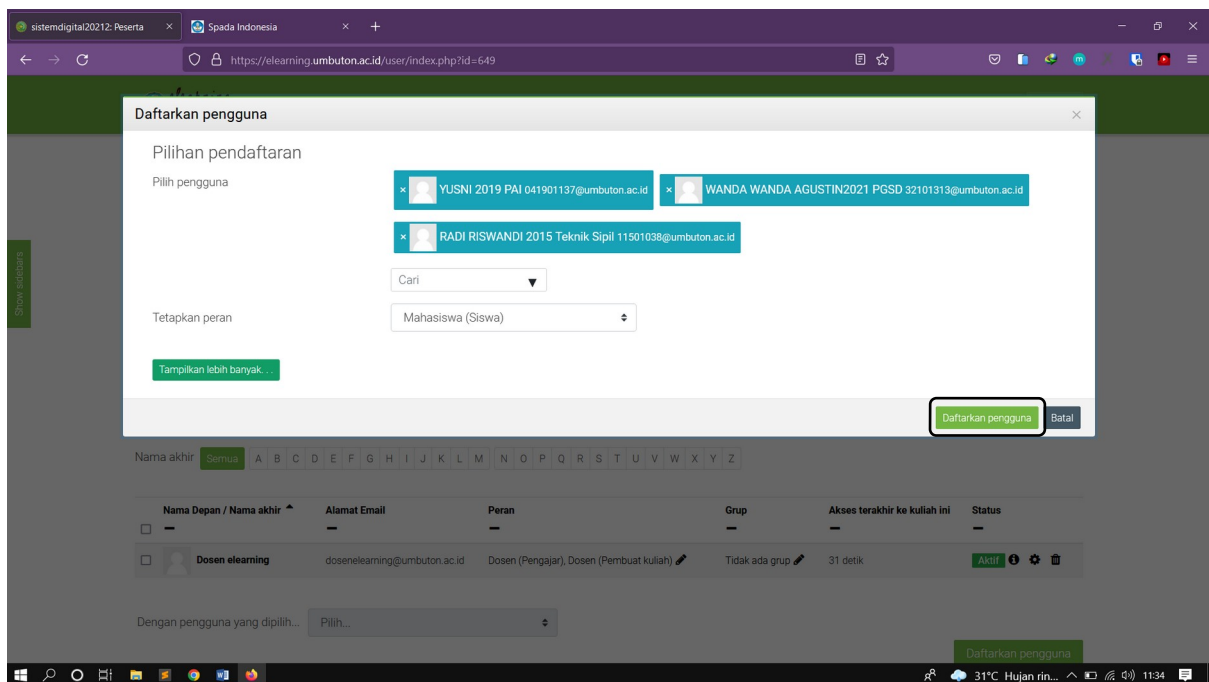 sistemdigital20212: Peserta
Spada Indonesia
https://elearning.umbuton.ac.id/user/index.php?id=649
Daftarkan pengguna
Pilihan pendaftaran
Pilih pengguna
× YUSNI 2019 PAI 041901137@umbuton.ac.id
× WANDA WANDA AGUSTIN2021 PGSD 32101313@umbuton.ac.id
× RADI RISWANDI 2015 Teknik Sipil 11501038@umbuton.ac.id
Cari
Tetapkan peran
Mahasiswa (Siswa)
Tampilkan lebih banyak. . .
Daftarkan pengguna
Batal
Show sidebars
Nama akhir Semua A B C D E F G H I J K L M N O P Q R S T U V W X Y Z
Nama Depan / Nama akhir Alamat Email Peran Grup Akses terakhir ke kuliah ini Status
Dosen elearning dosenelearning@umbuton.ac.id Dosen (Pengajar), Dosen (Pembuat kuliah) Tidak ada grup 31 detik Aktif
Dengan pengguna yang dipilih... Pilih...
Daftarkan pengguna
31°C Hujan rin... 11:34